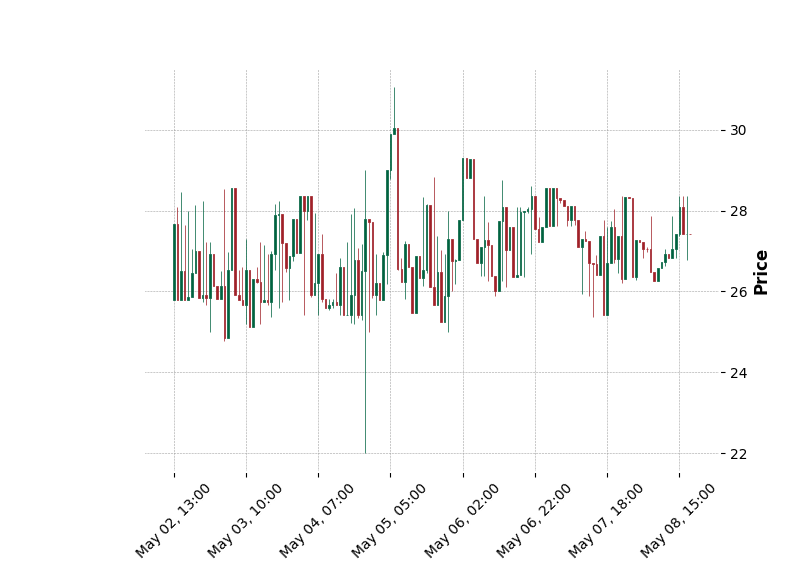 30
28
26
24
22
Price
May 02, 13:00
May 03, 10:00
May 04, 07:00
May 05, 05:00
May 06, 02:00
May 06, 22:00
May 07, 18:00
May 08, 15:00